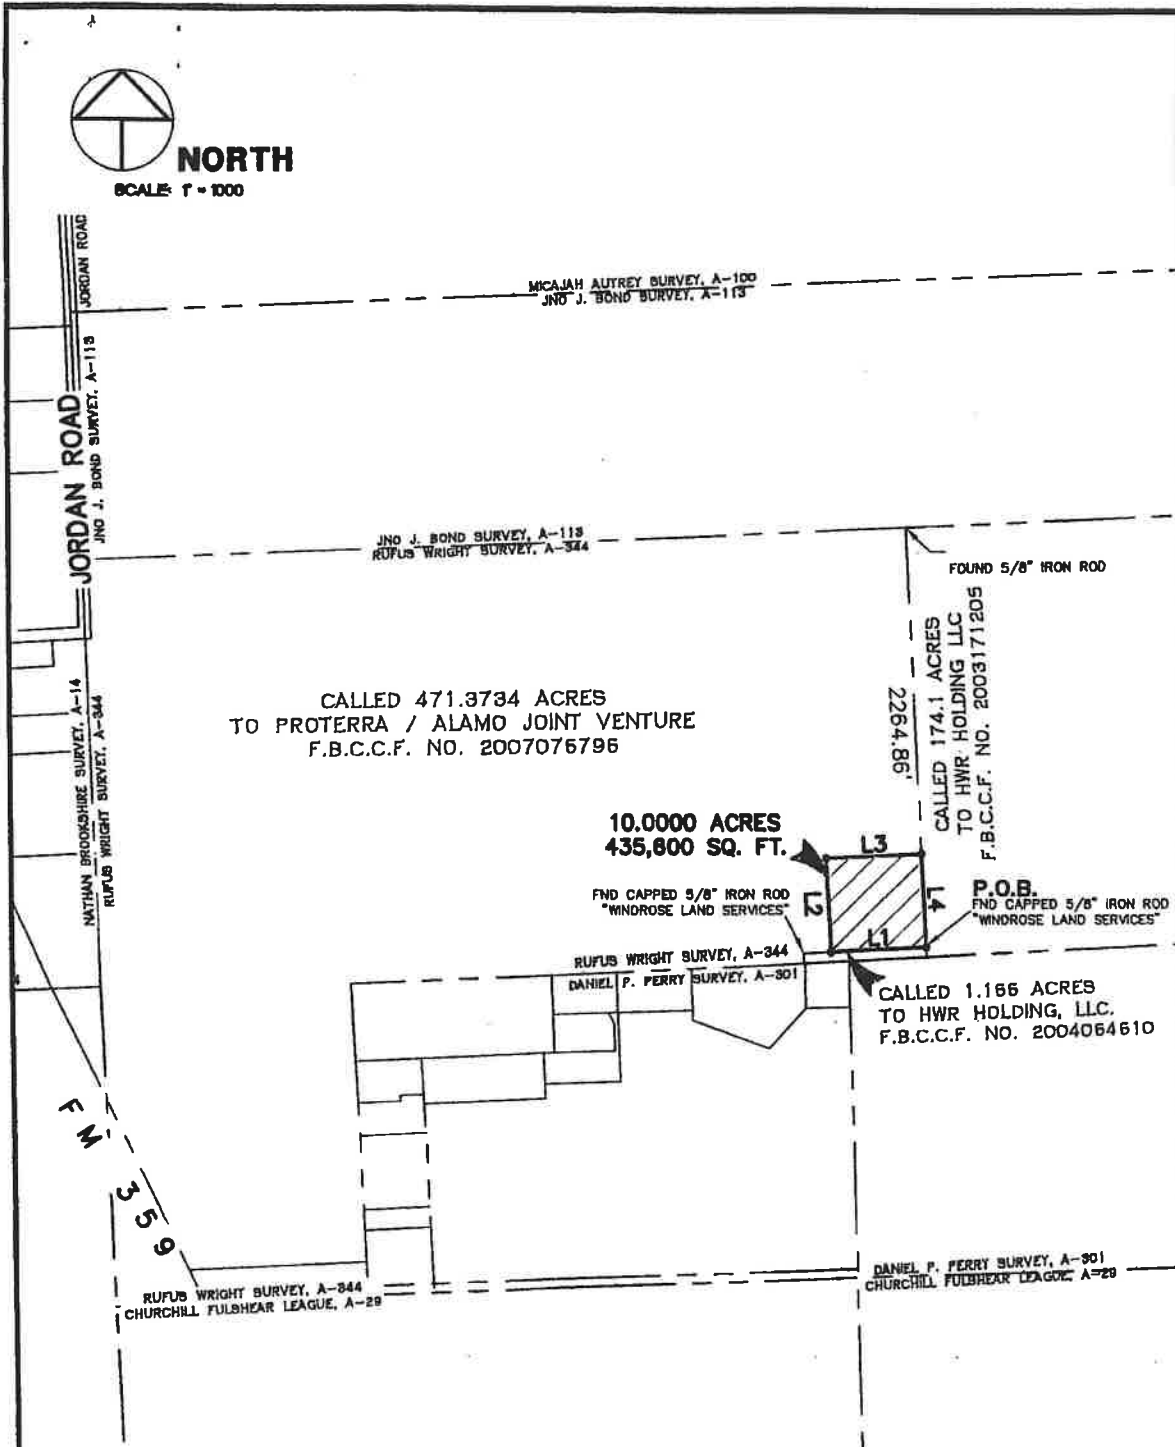 NORTH
SCALE: 1" = 1000
JORDAN ROAD
MICAJAH AUTREY SURVEY, A-100
JNO J. BOND SURVEY, A-113
JORDAN ROAD
JNO J. BOND SURVEY, A-113
JNO J. BOND SURVEY, A-113
RUFUS WRIGHT SURVEY, A-344
FOUND 5/8" IRON ROD
CALLED 174.1 ACRES
TO HWR HOLDING LLC
F.B.C.C.F. NO. 2003171205
2264.86'
NATHAN BROOKSHIRE SURVEY, A-14
RUFUS WRIGHT SURVEY, A-344
CALLED 471.3734 ACRES
TO PROTERRA / ALAMO JOINT VENTURE
F.B.C.C.F. NO. 2007076796
10.0000 ACRES
435,600 SQ. FT.
L3
L2
L4
L1
FND CAPPED 5/8" IRON ROD
"WINDROSE LAND SERVICES"
P.O.B.
FND CAPPED 5/8" IRON ROD
"WINDROSE LAND SERVICES"
RUFUS WRIGHT SURVEY, A-344
DANIEL P. PERRY SURVEY, A-301
CALLED 1.166 ACRES
TO HWR HOLDING, LLC.
F.B.C.C.F. NO. 2004064610
FM 359
RUFUS WRIGHT SURVEY, A-344
CHURCHILL FULSHEAR LEAGUE, A-29
DANIEL P. PERRY SURVEY, A-301
CHURCHILL FULSHEAR LEAGUE, A-29